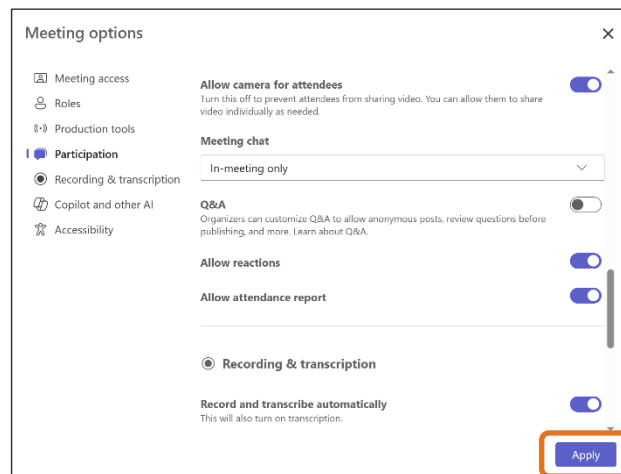 Meeting options
Meeting access
Roles
Production tools
Participation
Recording & transcription
Copilot and other AI
Accessibility
Allow camera for attendees
Turn this off to prevent attendees from sharing video. You can allow them to share
video individually as needed.
Meeting chat
In-meeting only
Q&A
Organizers can customize Q&A to allow anonymous posts, review questions before
publishing, and more. Learn about Q&A.
Allow reactions
Allow attendance report
Recording & transcription
Record and transcribe automatically
This will also turn on transcription.
Apply